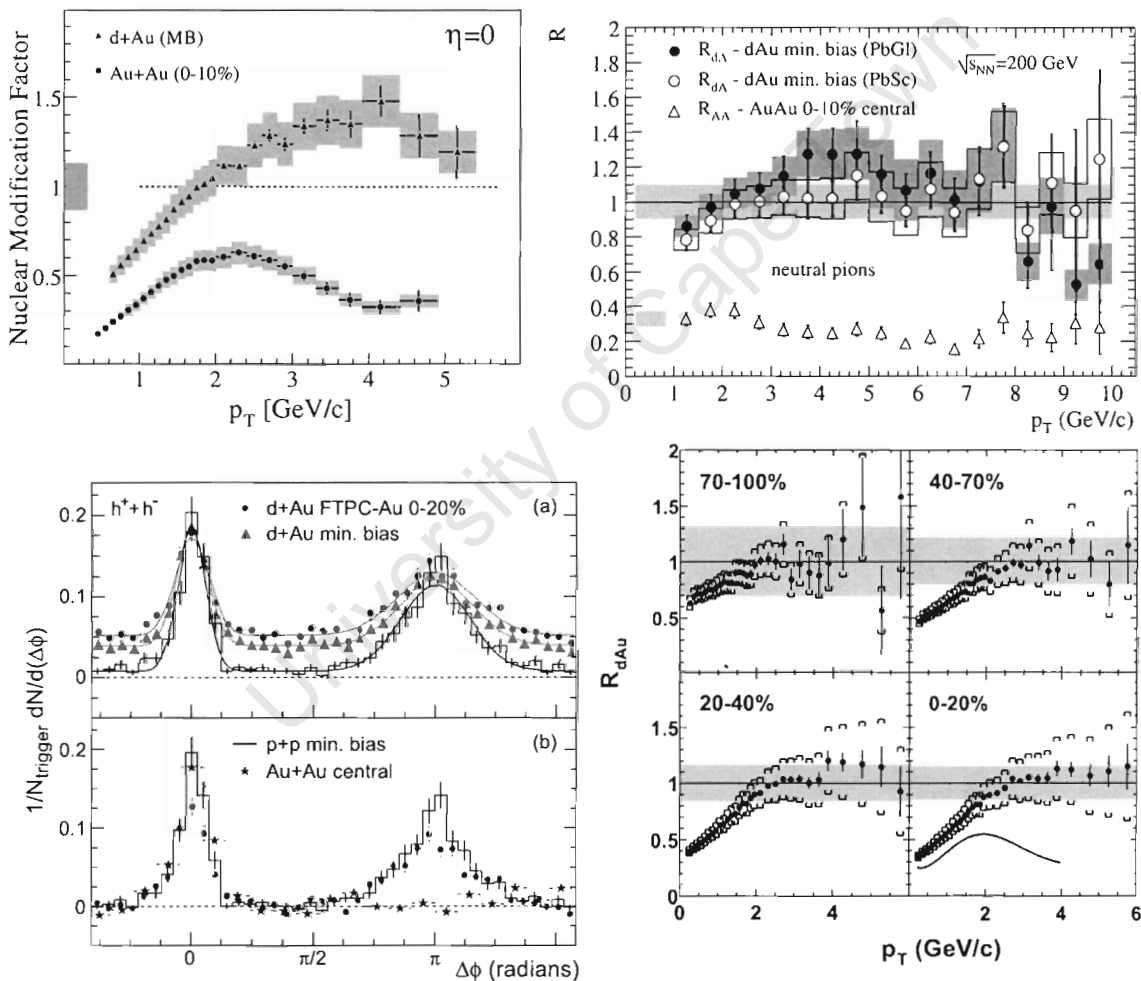 Nuclear Modification Factor
d+Au (MB)
Au+Au (0-10%)
η=0
1.5
1
0.5
1 2 3 4 5
p_T [GeV/c]
R
2
1.8
1.6
1.4
1.2
1
0.8
0.6
0.4
0.2
0
R_dA - dAu min. bias (PbGl)
R_dA - dAu min. bias (PbSc)
R_AA - AuAu 0-10% central
√s_NN=200 GeV
neutral pions
0 1 2 3 4 5 6 7 8 9 10
p_T (GeV/c)
University of Cape Town
1/N_trigger dN/d(Δϕ)
h⁺+h⁻
d+Au FTPC-Au 0-20%
d+Au min. bias
(a)
0.2
0.1
0
p+p min. bias
Au+Au central
(b)
0.2
0.1
0
0 π/2 π
Δϕ (radians)
R_dAu
2
1.5
1
0.5
70-100%
40-70%
2
1.5
1
0.5
20-40%
0-20%
0 2 4 2 4 6
p_T (GeV/c)